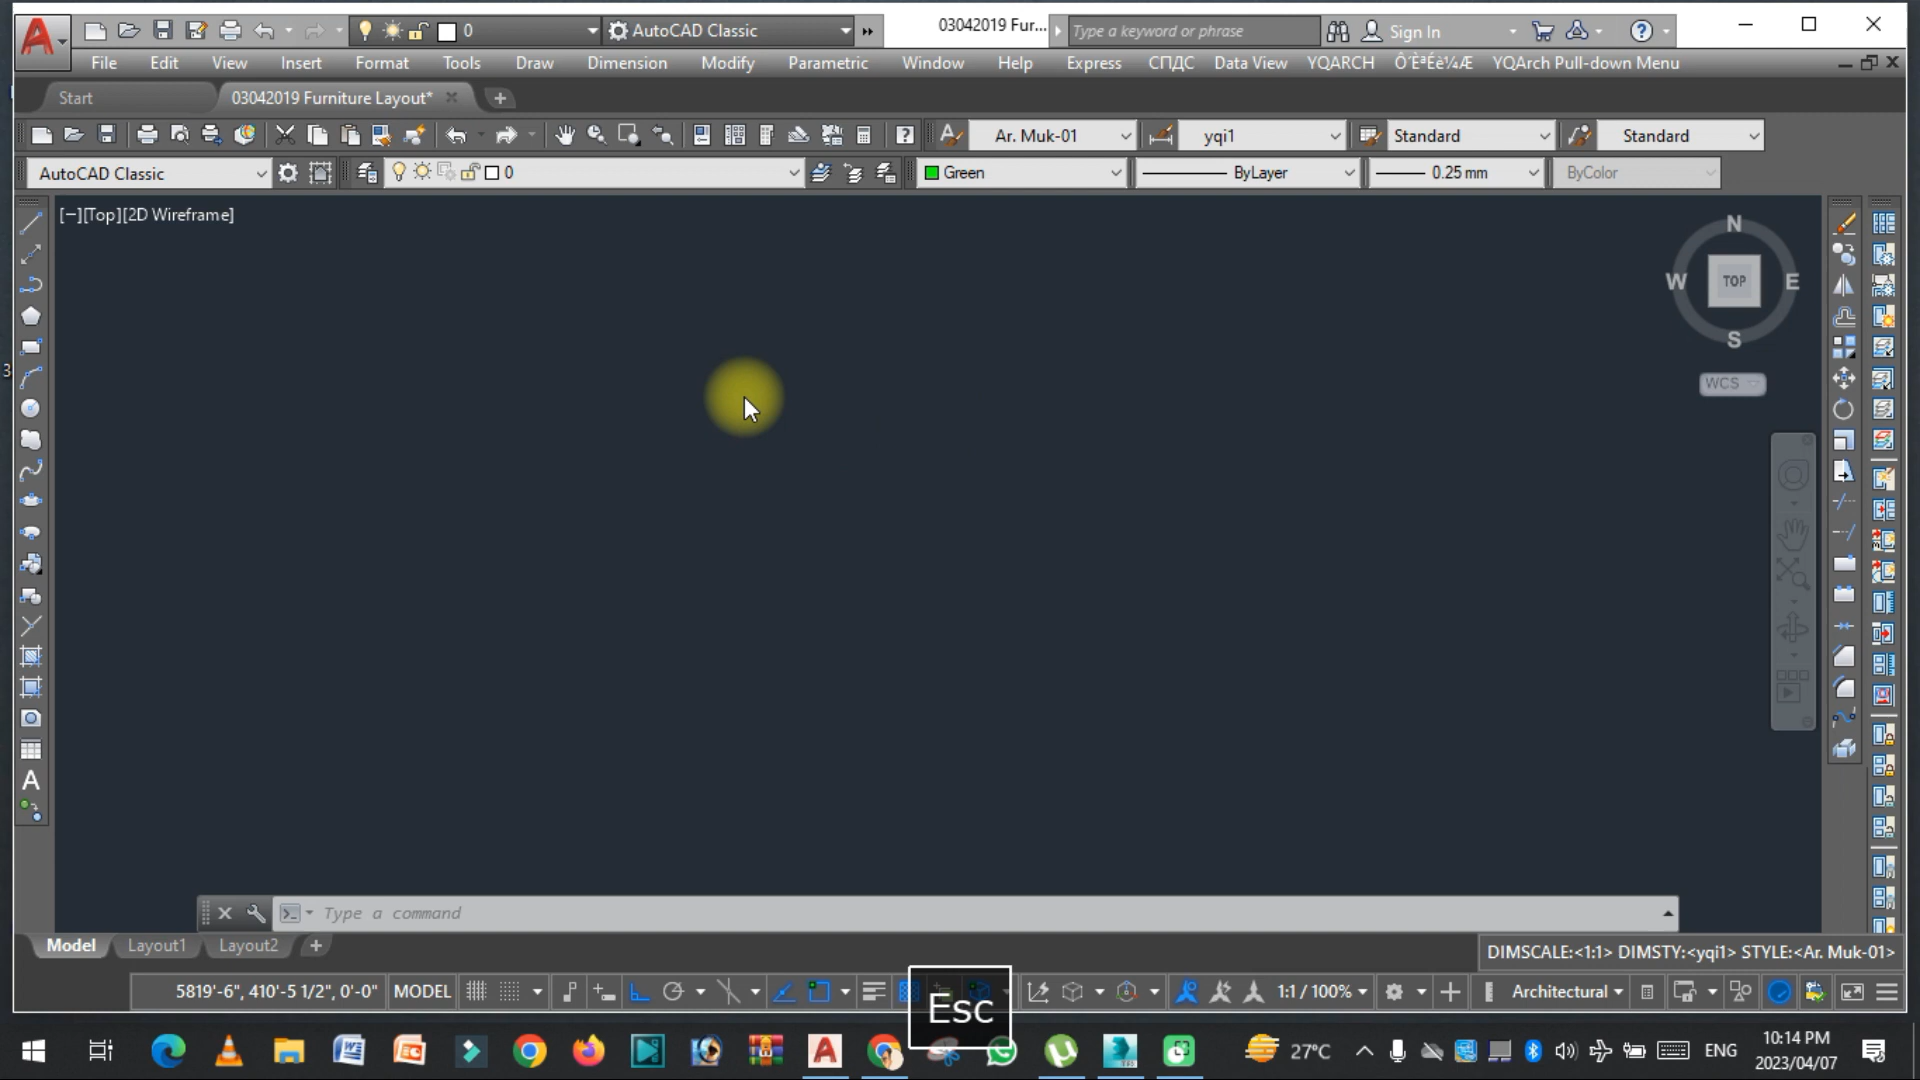 0
AutoCAD Classic
03042019 Fur...
Type a keyword or phrase
Sign In
File Edit View Insert Format Tools Draw Dimension Modify Parametric Window Help Express СПДС Data View YQARCH Ô´È·ªÉè¼Æ YQArch Pull-down Menu
Start
03042019 Furniture Layout*
Ar. Muk-01
yqi1
Standard
Standard
AutoCAD Classic
0
Green
ByLayer
0.25 mm
ByColor
[−][Top][2D Wireframe]
N
W
TOP
E
S
WCS
3
A
Type a command
Model
Layout1
Layout2
DIMSCALE:<1:1> DIMSTY:<yqi1> STYLE:<Ar. Muk-01>
5819'-6", 410'-5 1/2", 0'-0"
MODEL
1:1 / 100%
Architectural
Esc
27°C
ENG
10:14 PM
2023/04/07